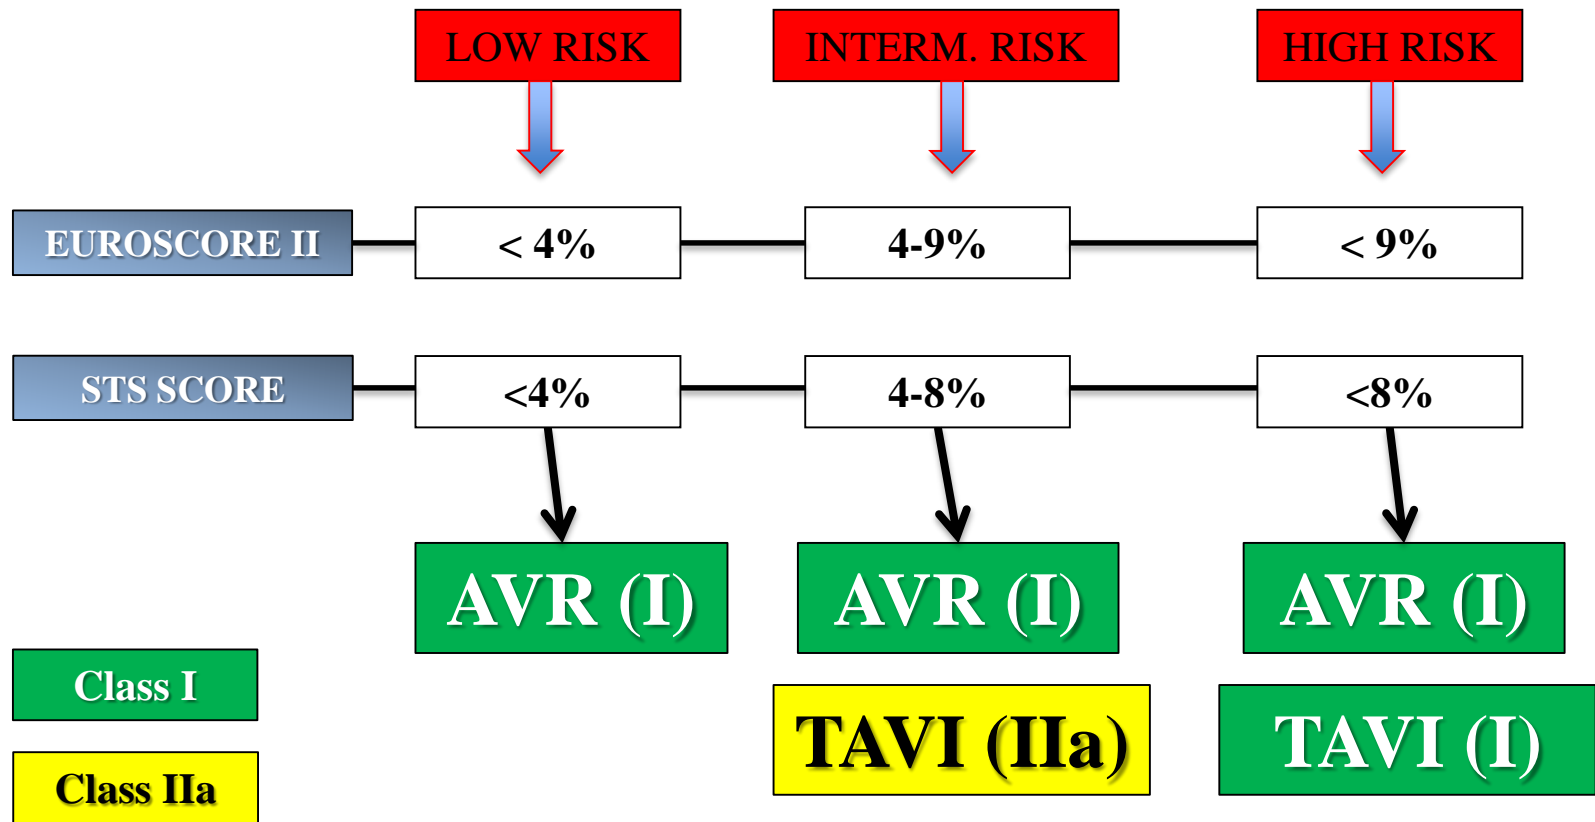 LOW RISK
INTERM. RISK
HIGH RISK
EUROSCORE II
< 4%
4-9%
< 9%
STS SCORE
<4%
4-8%
<8%
AVR (I)
AVR (I)
AVR (I)
Class I
TAVI (IIa)
TAVI (I)
Class IIa